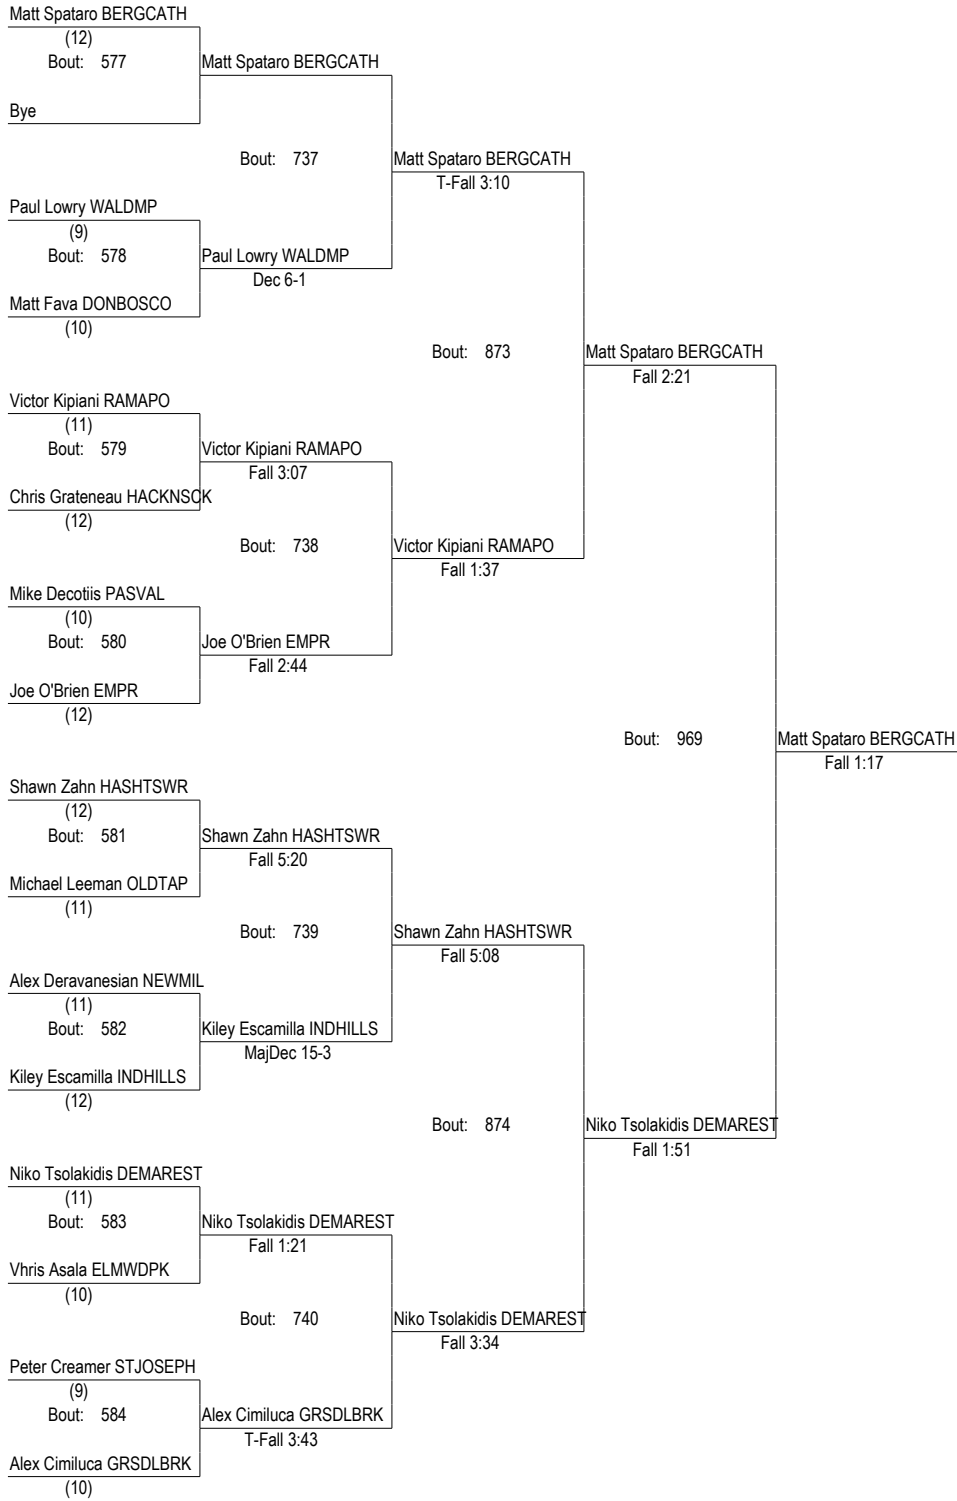 Matt Spataro BERGCATH
(12)
Bout: 577
Matt Spataro BERGCATH
Bye
Bout: 737
Matt Spataro BERGCATH
T-Fall 3:10
Paul Lowry WALDMP
(9)
Bout: 578
Paul Lowry WALDMP
Dec 6-1
Matt Fava DONBOSCO
(10)
Bout: 873
Matt Spataro BERGCATH
Fall 2:21
Victor Kipiani RAMAPO
(11)
Bout: 579
Victor Kipiani RAMAPO
Fall 3:07
Chris Grateneau HACKNSCK
(12)
Bout: 738
Victor Kipiani RAMAPO
Fall 1:37
Mike Decotiis PASVAL
(10)
Bout: 580
Joe O'Brien EMPR
Fall 2:44
Joe O'Brien EMPR
(12)
Bout: 969
Matt Spataro BERGCATH
Fall 1:17
Shawn Zahn HASHTSWR
(12)
Bout: 581
Shawn Zahn HASHTSWR
Fall 5:20
Michael Leeman OLDTAP
(11)
Bout: 739
Shawn Zahn HASHTSWR
Fall 5:08
Alex Deravanesian NEWMIL
(11)
Bout: 582
Kiley Escamilla INDHILLS
MajDec 15-3
Kiley Escamilla INDHILLS
(12)
Bout: 874
Niko Tsolakidis DEMAREST
Fall 1:51
Niko Tsolakidis DEMAREST
(11)
Bout: 583
Niko Tsolakidis DEMAREST
Fall 1:21
Vhris Asala ELMWDPK
(10)
Bout: 740
Niko Tsolakidis DEMAREST
Fall 3:34
Peter Creamer STJOSEPH
(9)
Bout: 584
Alex Cimiluca GRSDLBRK
T-Fall 3:43
Alex Cimiluca GRSDLBRK
(10)